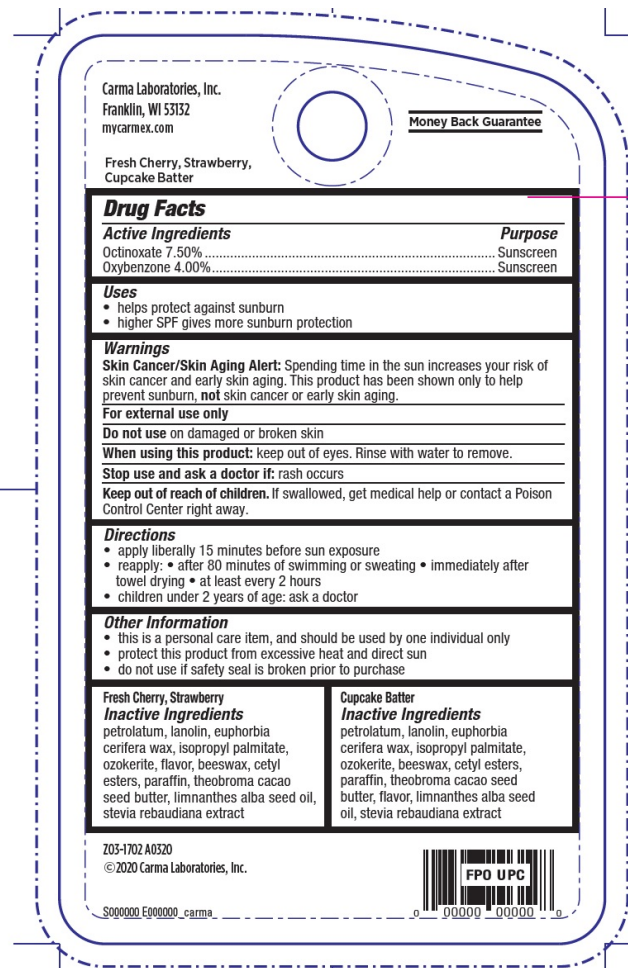 Carma Laboratories, Inc.
Franklin, WI 53132
mycarmex.com
Money Back Guarantee
Fresh Cherry, Strawberry,
Cupcake Batter
Drug Facts
Active Ingredients Purpose
Octinoxate 7.50%.......................................................................... Sunscreen
Oxybenzone 4.00%........................................................................ Sunscreen
Uses
• helps protect against sunburn
• higher SPF gives more sunburn protection
Warnings
Skin Cancer/Skin Aging Alert: Spending time in the sun increases your risk of
skin cancer and early skin aging. This product has been shown only to help
prevent sunburn, not skin cancer or early skin aging.
For external use only
Do not use on damaged or broken skin
When using this product: keep out of eyes. Rinse with water to remove.
Stop use and ask a doctor if: rash occurs
Keep out of reach of children. If swallowed, get medical help or contact a Poison
Control Center right away.
Directions
• apply liberally 15 minutes before sun exposure
• reapply: • after 80 minutes of swimming or sweating • immediately after
towel drying • at least every 2 hours
• children under 2 years of age: ask a doctor
Other Information
• this is a personal care item, and should be used by one individual only
• protect this product from excessive heat and direct sun
• do not use if safety seal is broken prior to purchase
Fresh Cherry, Strawberry
Inactive Ingredients
petrolatum, lanolin, euphorbia
cerifera wax, isopropyl palmitate,
ozokerite, flavor, beeswax, cetyl
esters, paraffin, theobroma cacao
seed butter, limnanthes alba seed oil,
stevia rebaudiana extract
Cupcake Batter
Inactive Ingredients
petrolatum, lanolin, euphorbia
cerifera wax, isopropyl palmitate,
ozokerite, beeswax, cetyl esters,
paraffin, theobroma cacao seed
butter, flavor, limnanthes alba seed
oil, stevia rebaudiana extract
Z03-1702 A0320
©2020 Carma Laboratories, Inc.
FPO UPC
S000000 E000000_carma
0 00000 00000 0